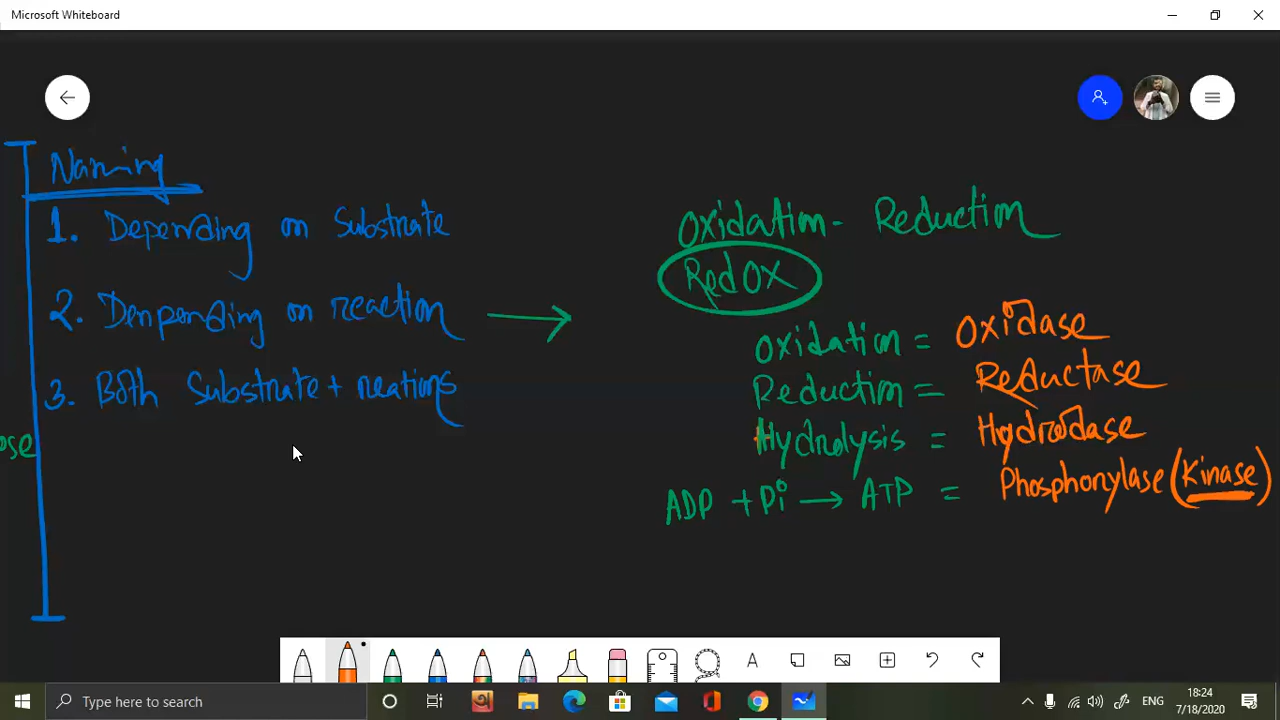 Microsoft Whiteboard
Naming
1. Depending on Substrate
2. Denpending on reaction
3. Both Substrate + reations
ose
Oxidation - Reduction
RedOX
Oxidation = Oxidase
Reduction = Reductase
Hydrolysis = Hydrodase
ADP + Pi → ATP = Phosphorylase (Kinase)
A
Type here to search
ENG
18:24
7/18/2020